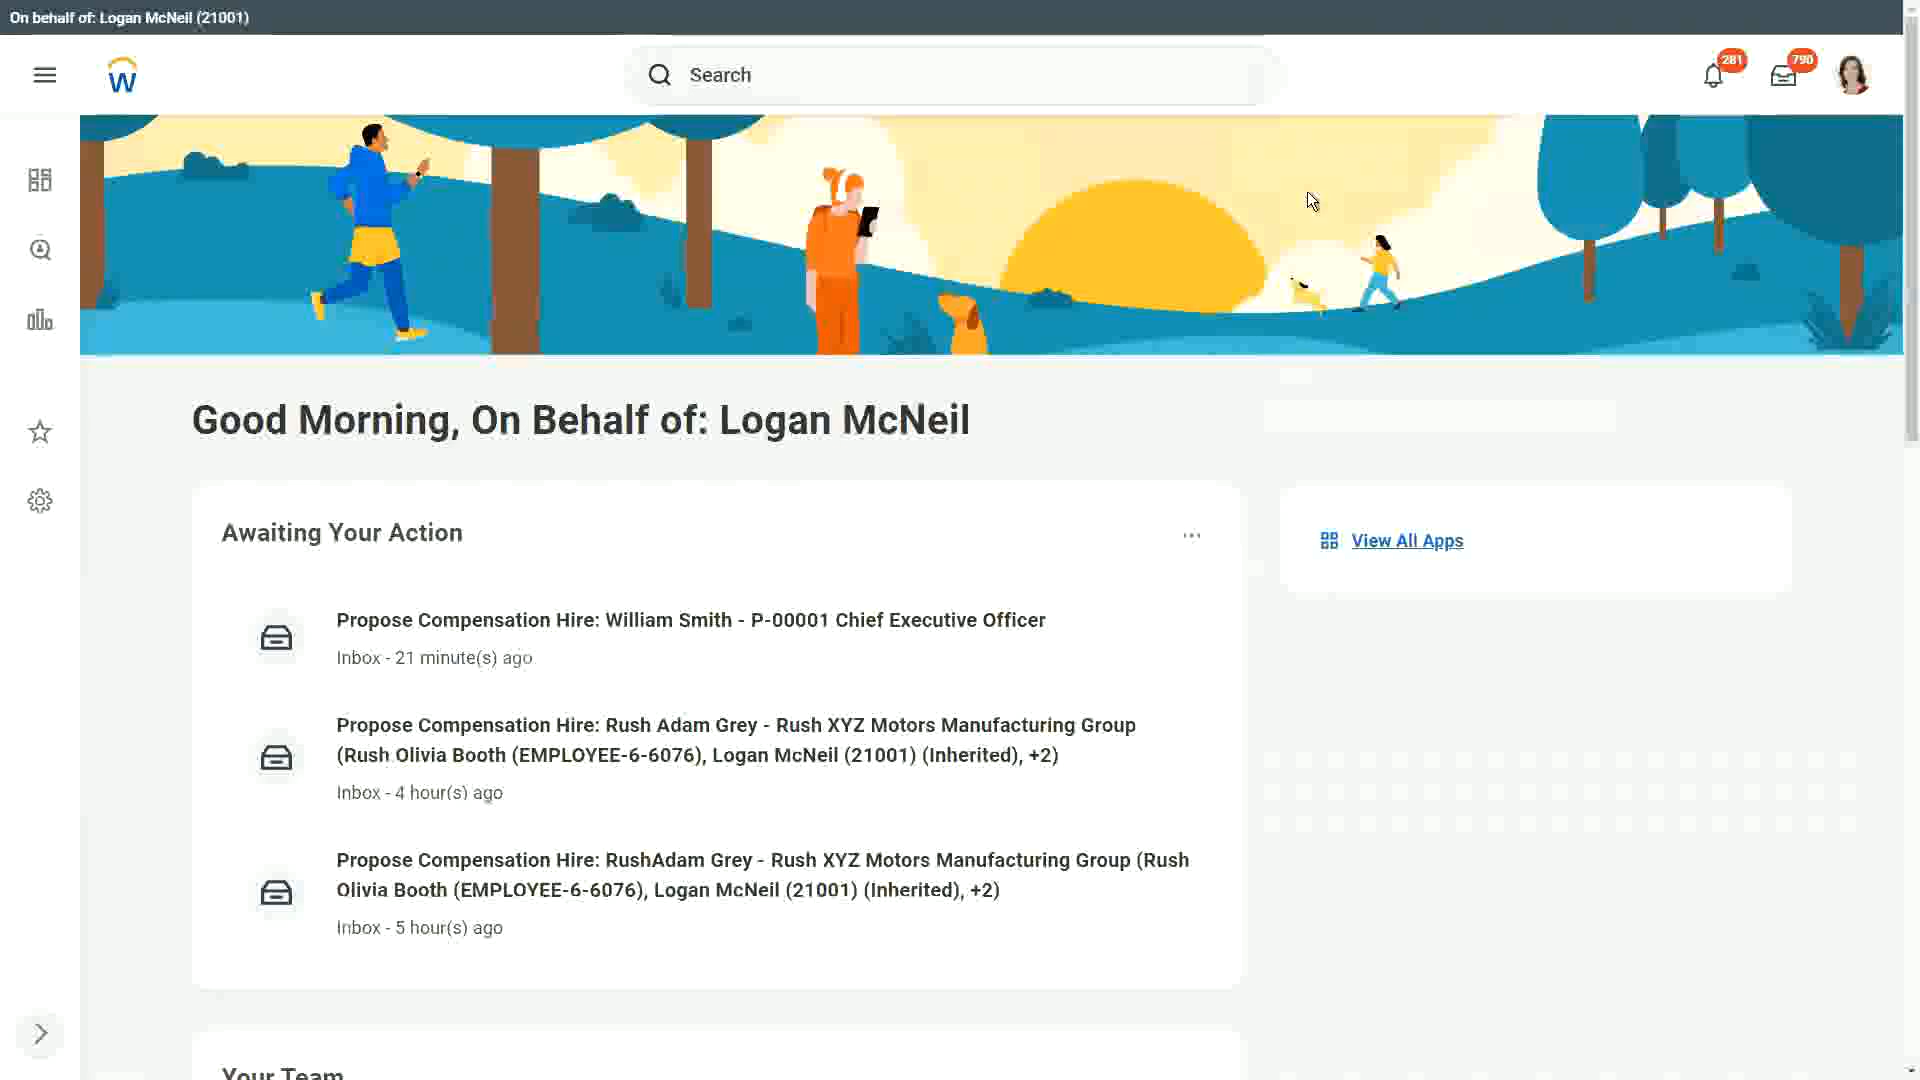 On behalf of: Logan McNeil (21001)
W
Search
281
790
Good Morning, On Behalf of: Logan McNeil
Awaiting Your Action
View All Apps
Propose Compensation Hire: William Smith - P-00001 Chief Executive Officer
Inbox - 21 minute(s) ago
Propose Compensation Hire: Rush Adam Grey - Rush XYZ Motors Manufacturing Group
(Rush Olivia Booth (EMPLOYEE-6-6076), Logan McNeil (21001) (Inherited), +2)
Inbox - 4 hour(s) ago
Propose Compensation Hire: RushAdam Grey - Rush XYZ Motors Manufacturing Group (Rush
Olivia Booth (EMPLOYEE-6-6076), Logan McNeil (21001) (Inherited), +2)
Inbox - 5 hour(s) ago
Your Team